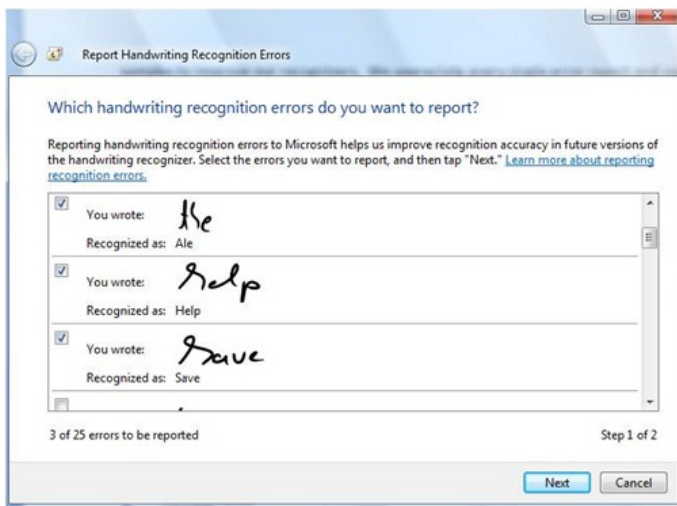 Report Handwriting Recognition Errors
Which handwriting recognition errors do you want to report?
Reporting handwriting recognition errors to Microsoft helps us improve recognition accuracy in future versions of
the handwriting recognizer. Select the errors you want to report, and then tap "Next." Learn more about reporting
recognition errors.
You wrote: the
Recognized as: Ale
You wrote: help
Recognized as: Help
You wrote: save
Recognized as: Save
3 of 25 errors to be reported
Step 1 of 2
Next
Cancel